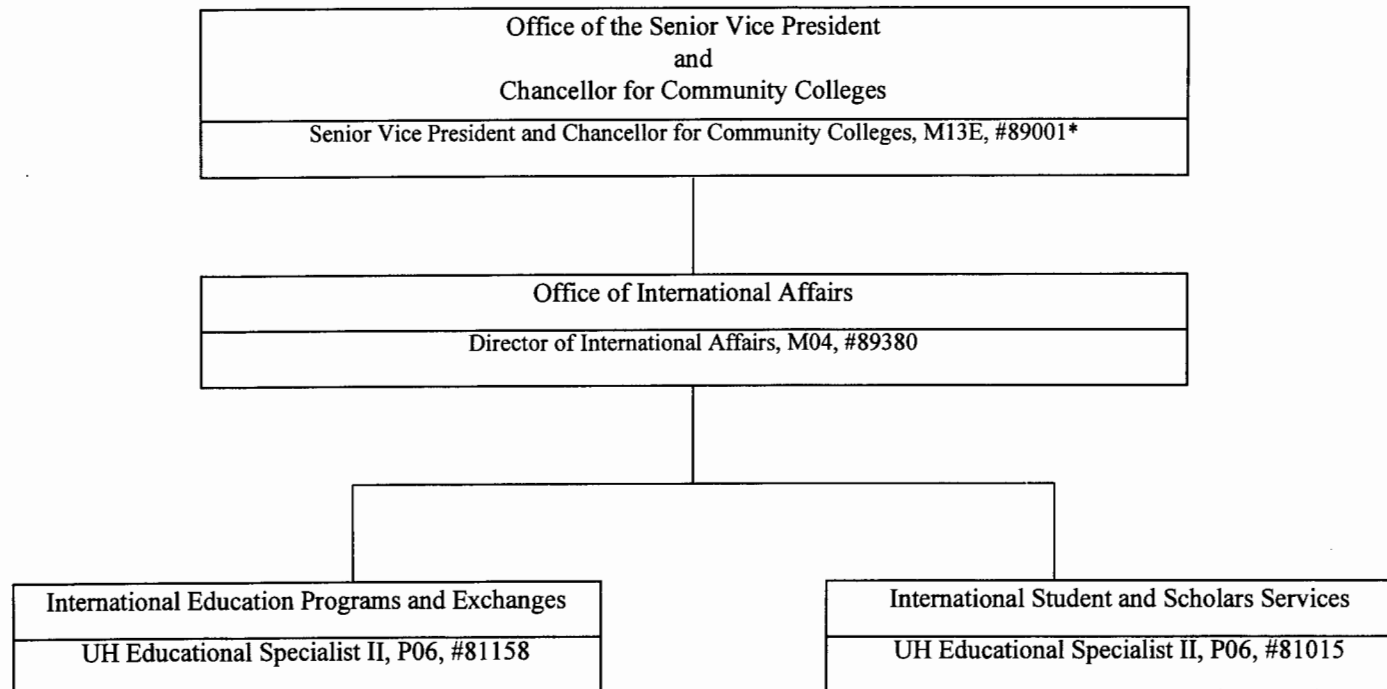 Office of the Senior Vice President
and
Chancellor for Community Colleges
Senior Vice President and Chancellor for Community Colleges, M13E, #89001*
Office of International Affairs
Director of International Affairs, M04, #89380
International Education Programs and Exchanges
UH Educational Specialist II, P06, #81158
International Student and Scholars Services
UH Educational Specialist II, P06, #81015